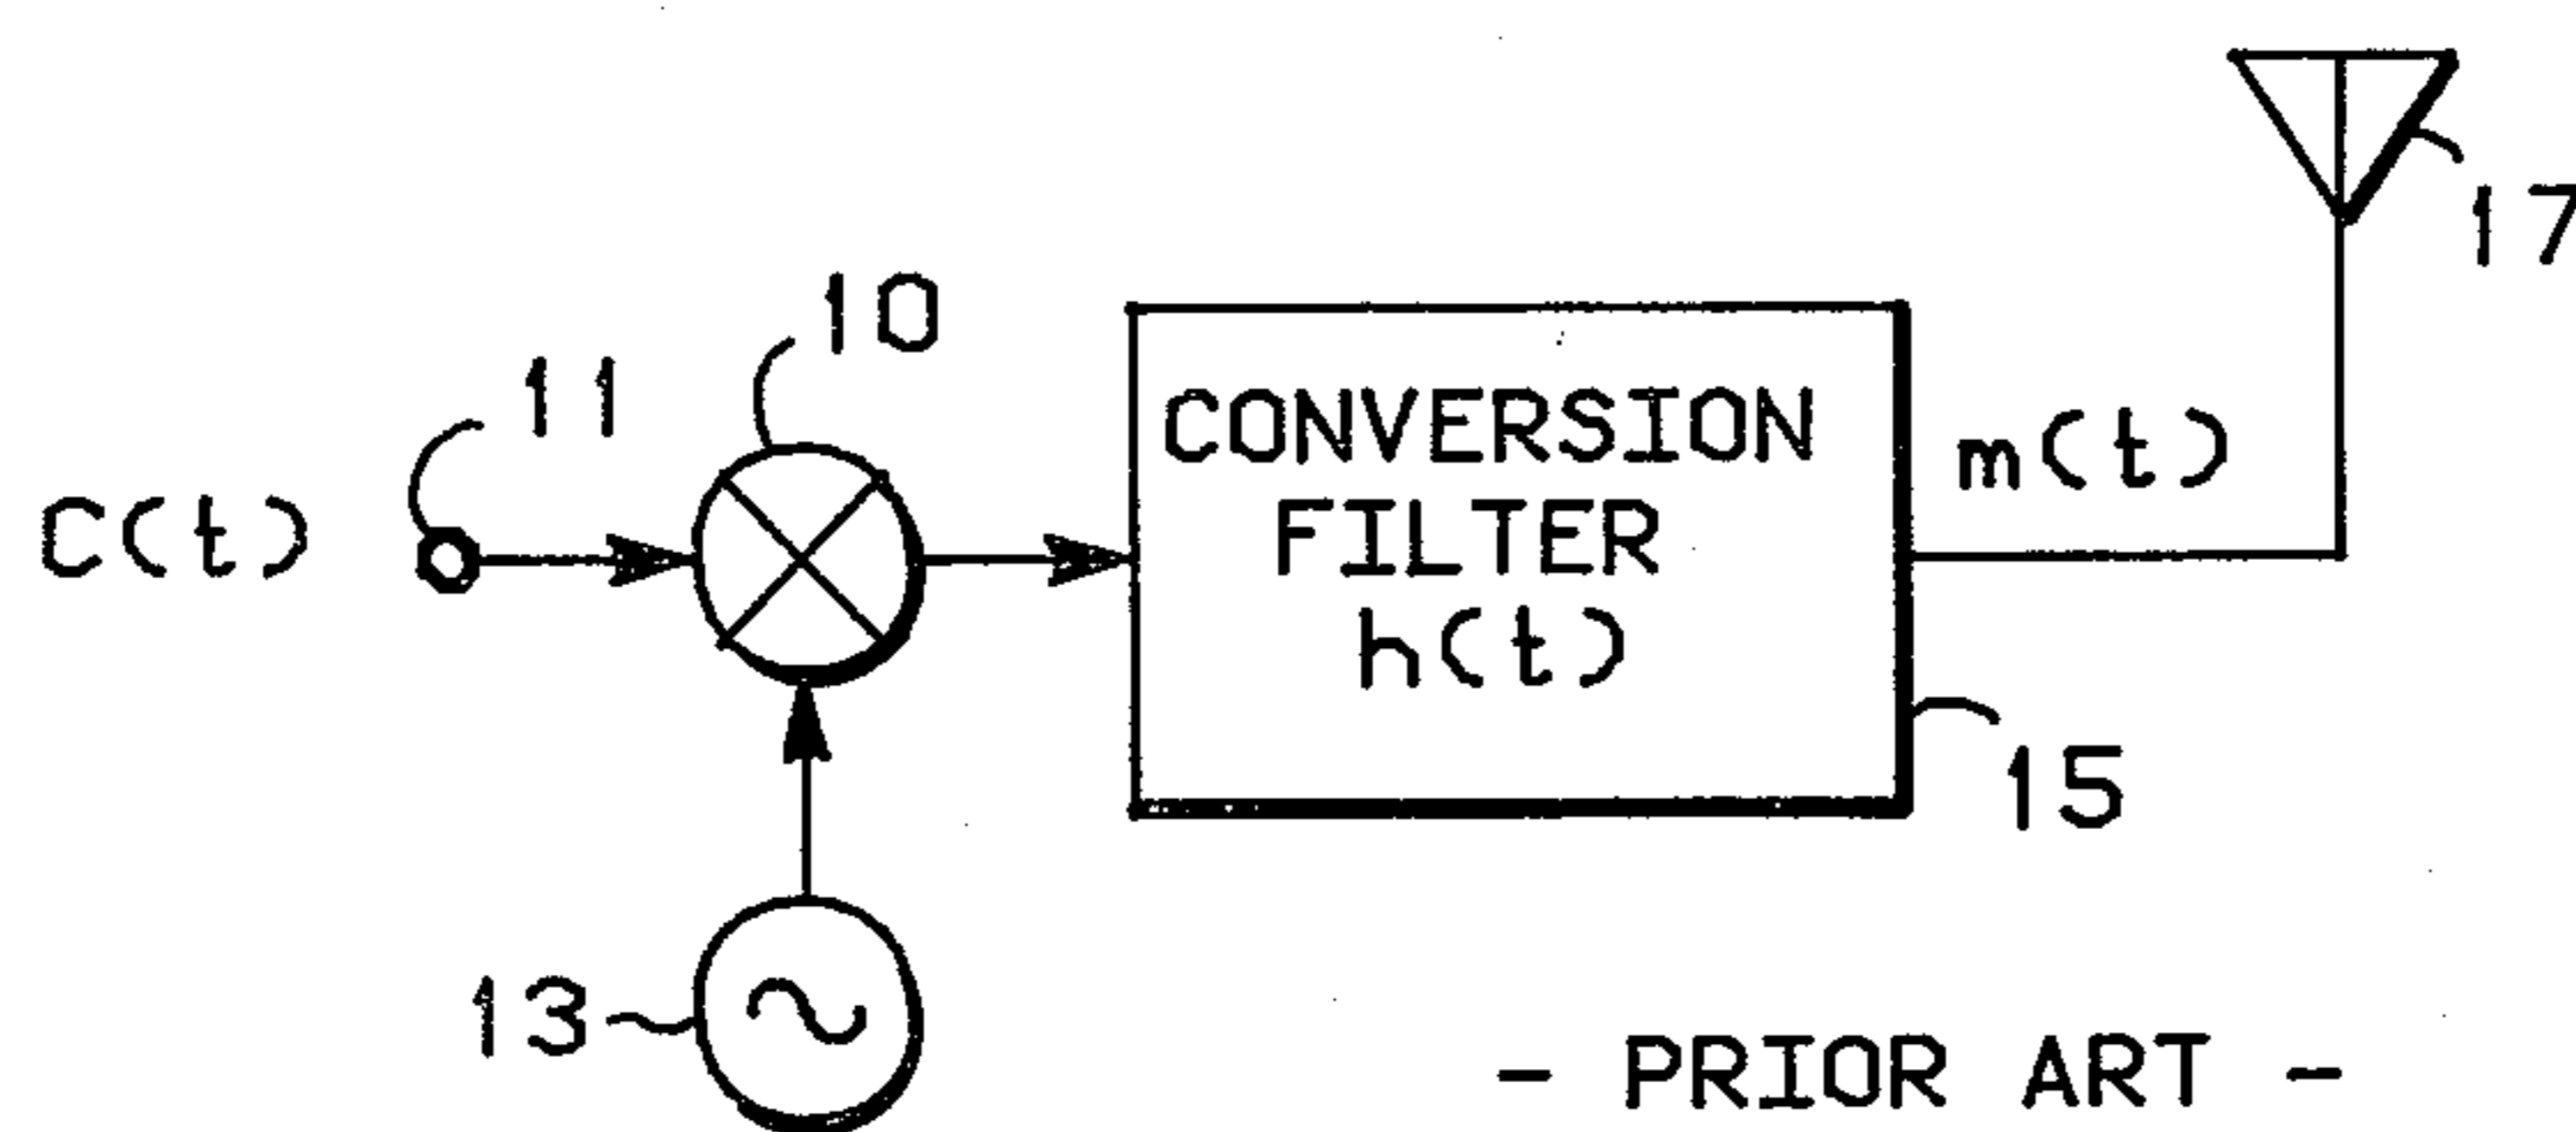 17
10
11
CONVERSION
FILTER
h(t)
m(t)
C(t)
15
13
- PRIOR ART -